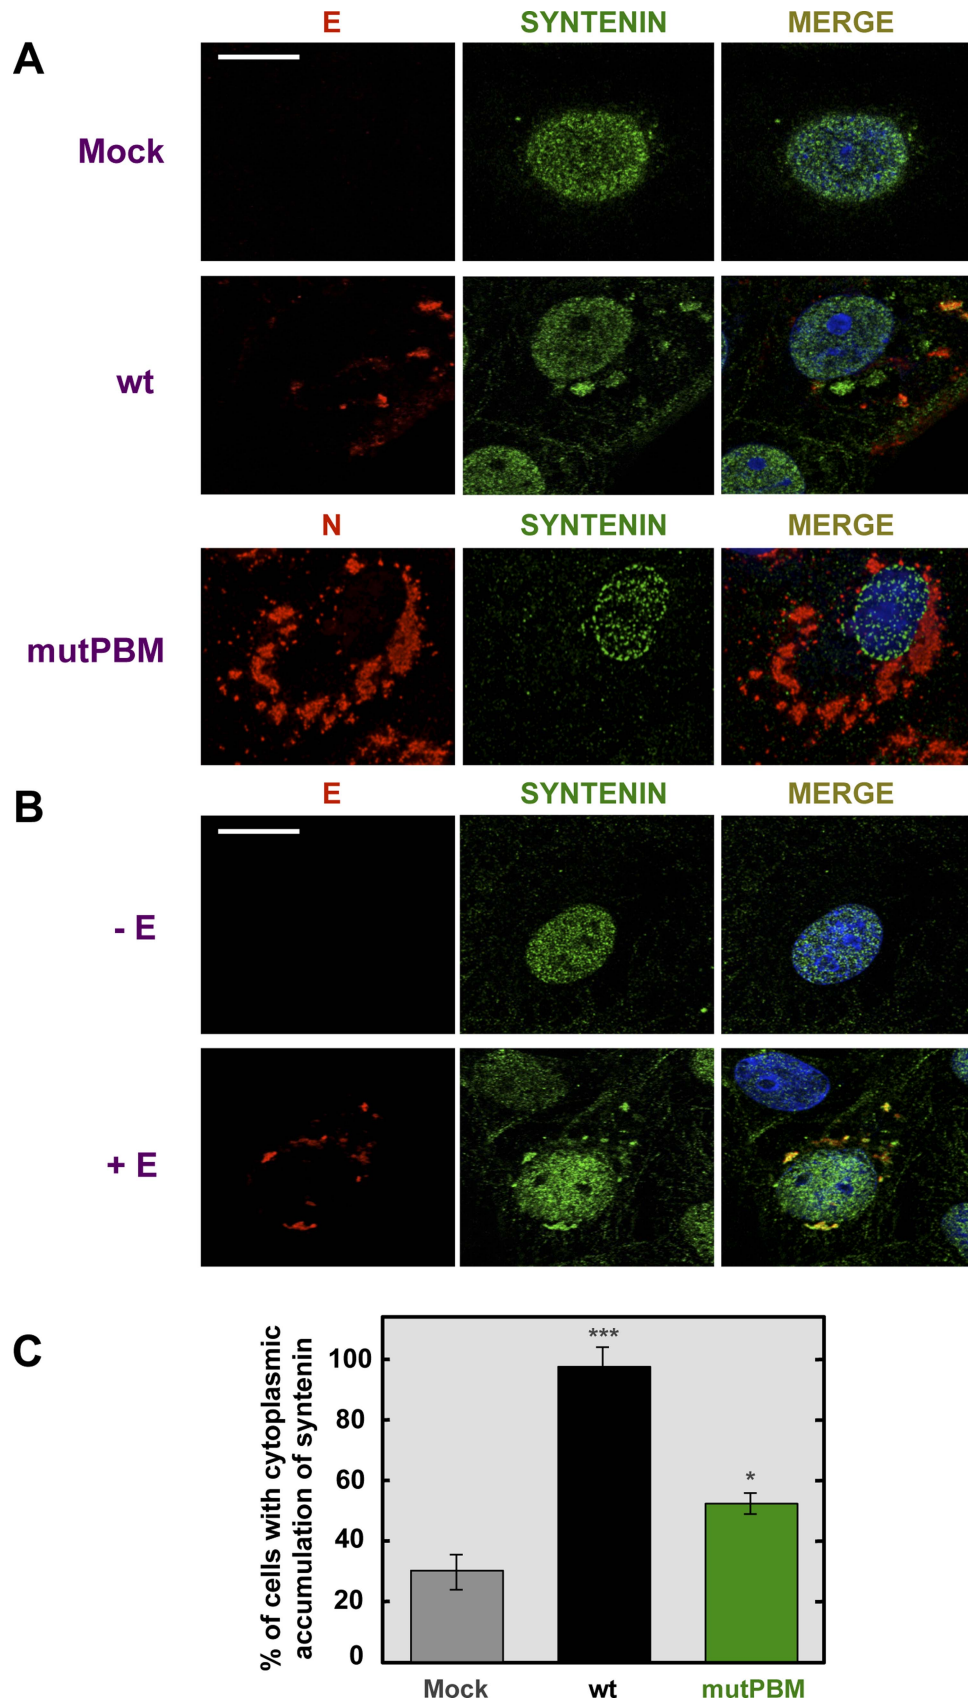 A
E SYNTENIN MERGE
Mock
wt
N SYNTENIN MERGE
mutPBM
B
E SYNTENIN MERGE
- E
+ E
C
% of cells with cytoplasmic
accumulation of syntenin
100
80
60
40
20
0
***
*
Mock wt mutPBM